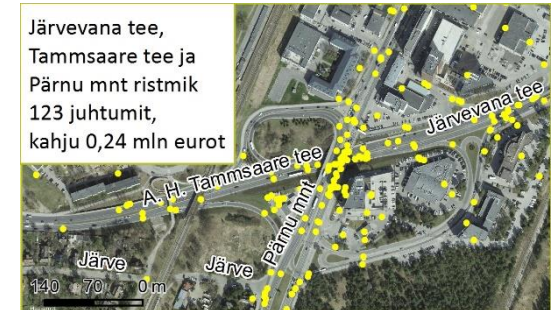 Järvevana tee,
Tammsaare tee ja
Pärnu mnt ristmik
123 juhtumit,
kahju 0,24 mln eurot
Järvevana tee
A. H. Tammsaare tee
Pärnu mnt
Järve
Järve
140 70 0 m